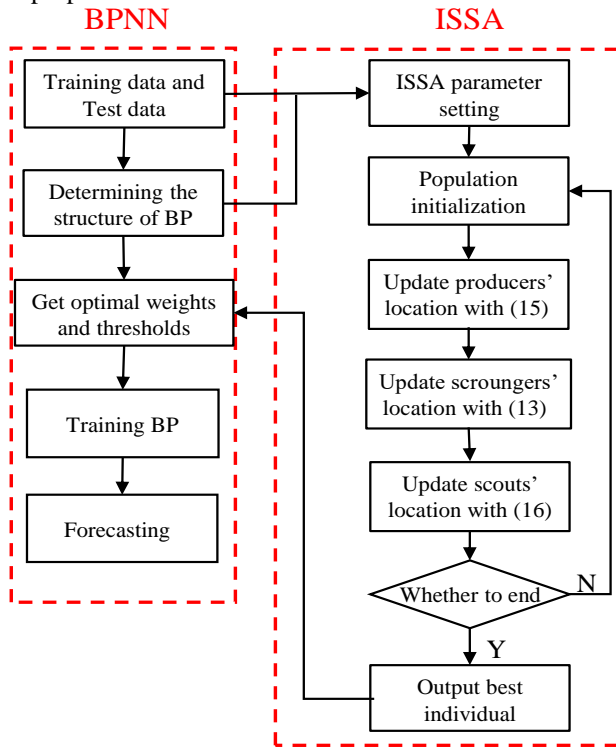 BPNN
ISSA
Training data and
Test data
Determining the
structure of BP
Get optimal weights
and thresholds
Training BP
Forecasting
ISSA parameter
setting
Population
initialization
Update producers’
location with (15)
Update scroungers’
location with (13)
Update scouts’
location with (16)
Whether to end
N
Y
Output best
individual